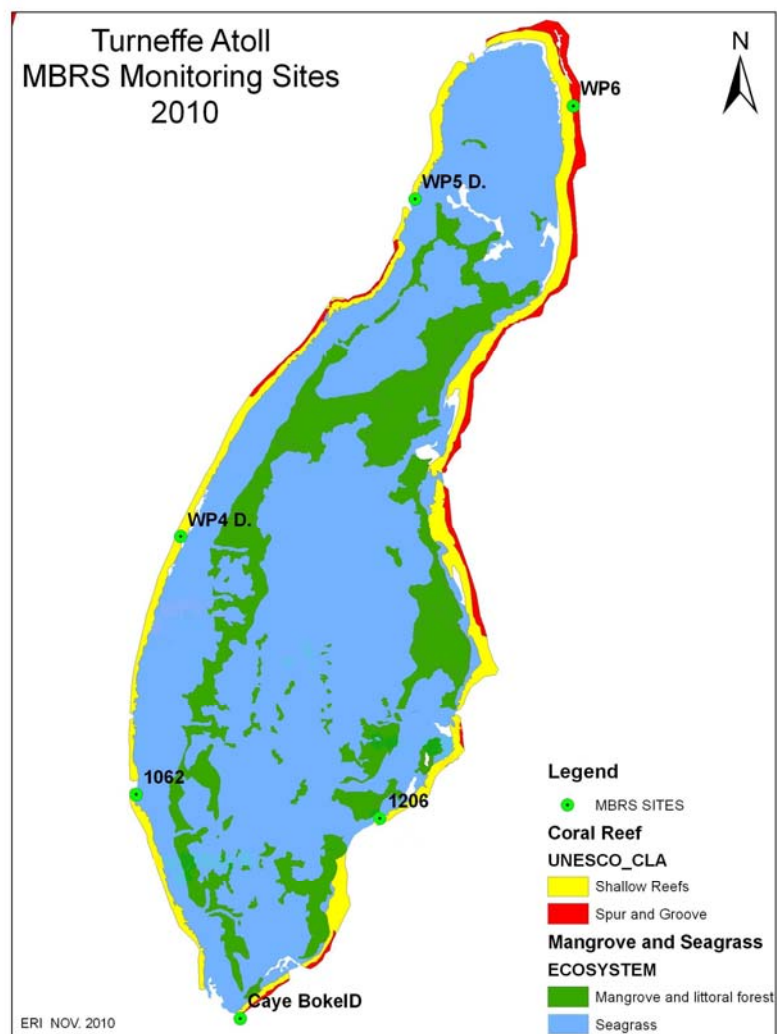 Turneffe Atoll
MBRS Monitoring Sites
2010
N
WP6
WP5 D.
WP4 D.
1062
1206
Caye BokelD
Legend
MBRS SITES
Coral Reef
UNESCO_CLA
Shallow Reefs
Spur and Groove
Mangrove and Seagrass
ECOSYSTEM
Mangrove and littoral forest
Seagrass
ERI NOV. 2010